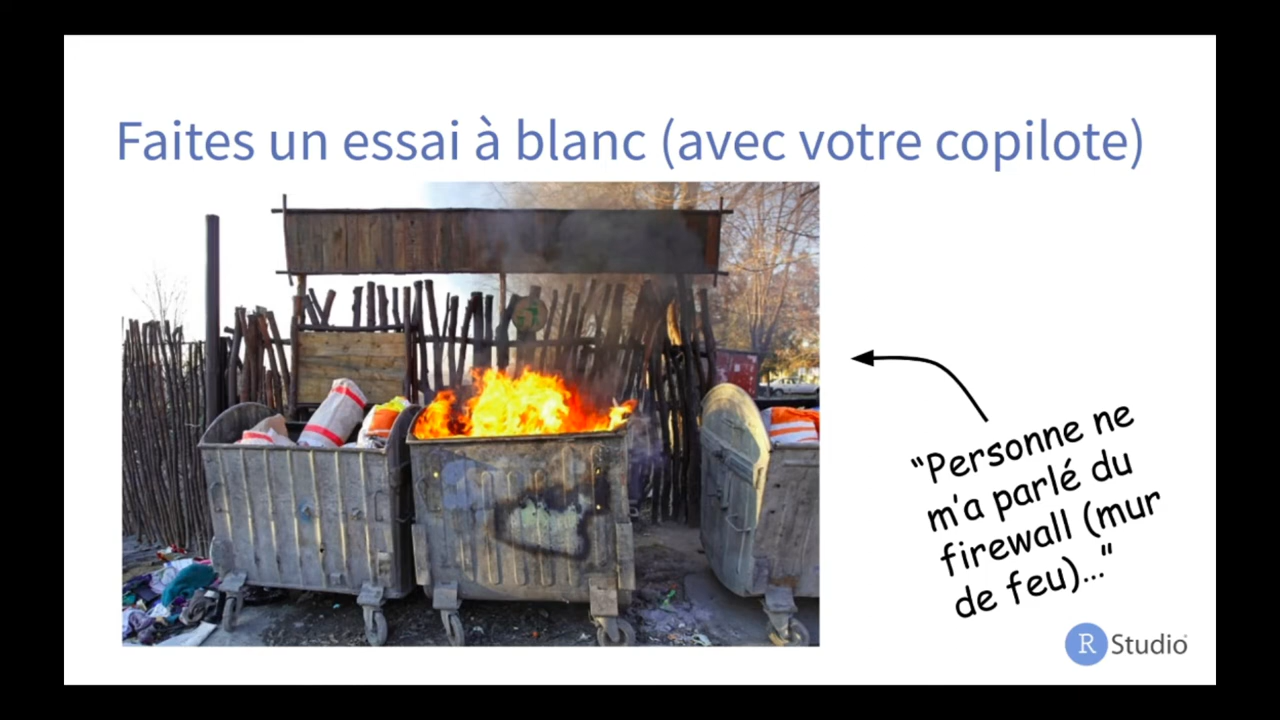 Faites un essai à blanc (avec votre copilote)
“Personne ne
m'a parlé du
firewall (mur
de feu)...”
R Studio